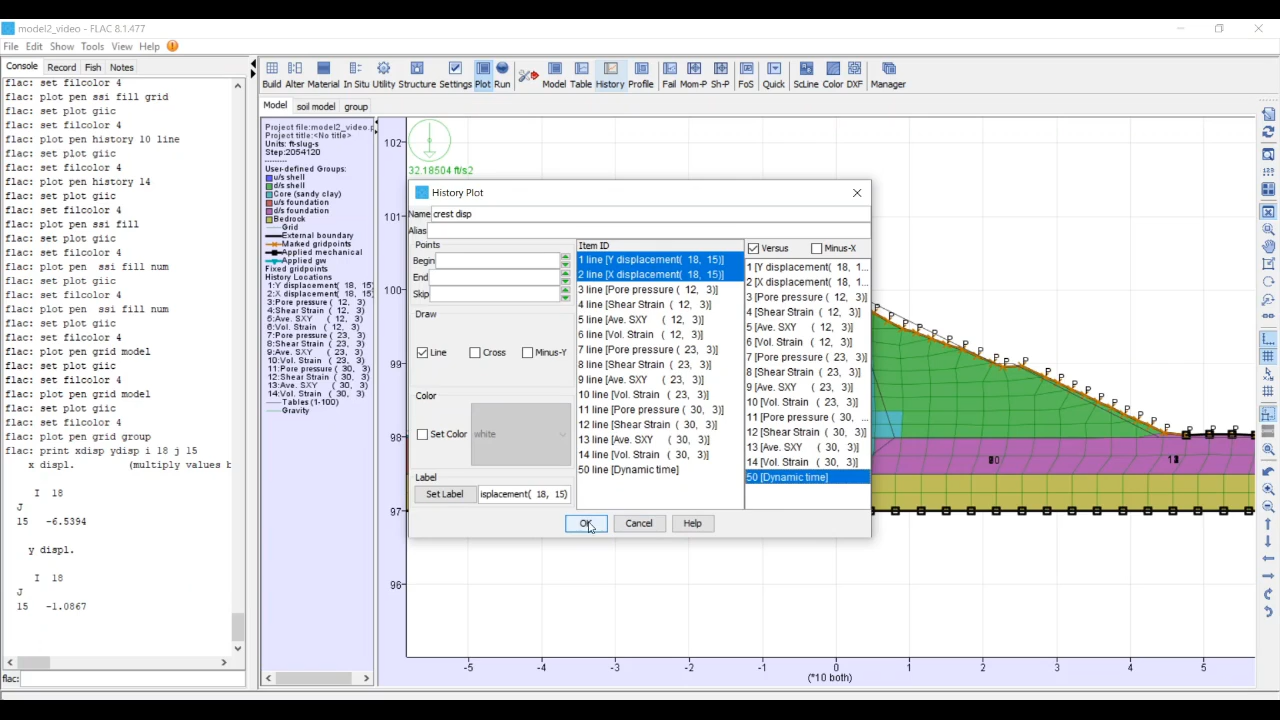 model2_video - FLAC 8.1.477
File Edit Show Tools View Help
Console Record Fish Notes
flac: set filcolor 4
flac: plot pen ssi fill grid
flac: set plot giic
flac: set filcolor 4
flac: plot pen history 10 line
flac: set plot giic
flac: set filcolor 4
flac: plot pen history 14
flac: set plot giic
flac: set filcolor 4
flac: plot pen ssi fill
flac: set plot giic
flac: set filcolor 4
flac: plot pen ssi fill num
flac: set plot giic
flac: set filcolor 4
flac: plot pen ssi fill num
flac: set plot giic
flac: set filcolor 4
flac: plot pen grid model
flac: set plot giic
flac: set filcolor 4
flac: plot pen grid model
flac: set plot giic
flac: set filcolor 4
flac: plot pen grid group
flac: print xdisp ydisp i 18 j 15
x displ. (multiply values b
I 18
J
15 -6.5394
y displ.
I 18
J
15 -1.0867
flac:
Build Alter Material In Situ Utility Structure Settings Plot Run Model Table History Profile Fail Mom-P Sh-P FoS Quick ScLine Color DXF Manager
Model soil model group
Project file:model2_video.p
Project title:<No title>
Units: ft-slug-s
Step:2054120
User-defined Groups:
u/s shell
d/s shell
Core (sandy clay)
u/s foundation
d/s foundation
Bedrock
Grid
External boundary
Marked gridpoints
Applied mechanical
Applied gw
Fixed gridpoints
History Locations
1:Y displacement( 18, 15)
2:X displacement( 18, 15)
3:Pore pressure ( 12, 3)
4:Shear Strain ( 12, 3)
5:Ave. SXY ( 12, 3)
6:Vol. Strain ( 12, 3)
7:Pore pressure ( 23, 3)
8:Shear Strain ( 23, 3)
9:Ave. SXY ( 23, 3)
10:Vol. Strain ( 23, 3)
11:Pore pressure ( 30, 3)
12:Shear Strain ( 30, 3)
13:Ave. SXY ( 30, 3)
14:Vol. Strain ( 30, 3)
Tables (1-100)
Gravity
32.18504 ft/s2
102
101
100
99
98
97
96
-5 -4 -3 -2 -1 0 1 2 3 4 5
(*10 both)
P P P P P P P P P P P P P P P P P P P
History Plot
Name crest disp
Alias
Points
Begin
End
Skip
Draw
Line Cross Minus-Y
Color
Set Color white
Label
Set Label isplacement( 18, 15)
Item ID
1 line [Y displacement( 18, 15)]
2 line [X displacement( 18, 15)]
3 line [Pore pressure ( 12, 3)]
4 line [Shear Strain ( 12, 3)]
5 line [Ave. SXY ( 12, 3)]
6 line [Vol. Strain ( 12, 3)]
7 line [Pore pressure ( 23, 3)]
8 line [Shear Strain ( 23, 3)]
9 line [Ave. SXY ( 23, 3)]
10 line [Vol. Strain ( 23, 3)]
11 line [Pore pressure ( 30, 3)]
12 line [Shear Strain ( 30, 3)]
13 line [Ave. SXY ( 30, 3)]
14 line [Vol. Strain ( 30, 3)]
50 line [Dynamic time]
Versus Minus-X
1 [Y displacement( 18, 1...
2 [X displacement( 18, 1...
3 [Pore pressure ( 12, 3)]
4 [Shear Strain ( 12, 3)]
5 [Ave. SXY ( 12, 3)]
6 [Vol. Strain ( 12, 3)]
7 [Pore pressure ( 23, 3)]
8 [Shear Strain ( 23, 3)]
9 [Ave. SXY ( 23, 3)]
10 [Vol. Strain ( 23, 3)]
11 [Pore pressure ( 30, ...
12 [Shear Strain ( 30, 3)]
13 [Ave. SXY ( 30, 3)]
14 [Vol. Strain ( 30, 3)]
50 [Dynamic time]
OK Cancel Help